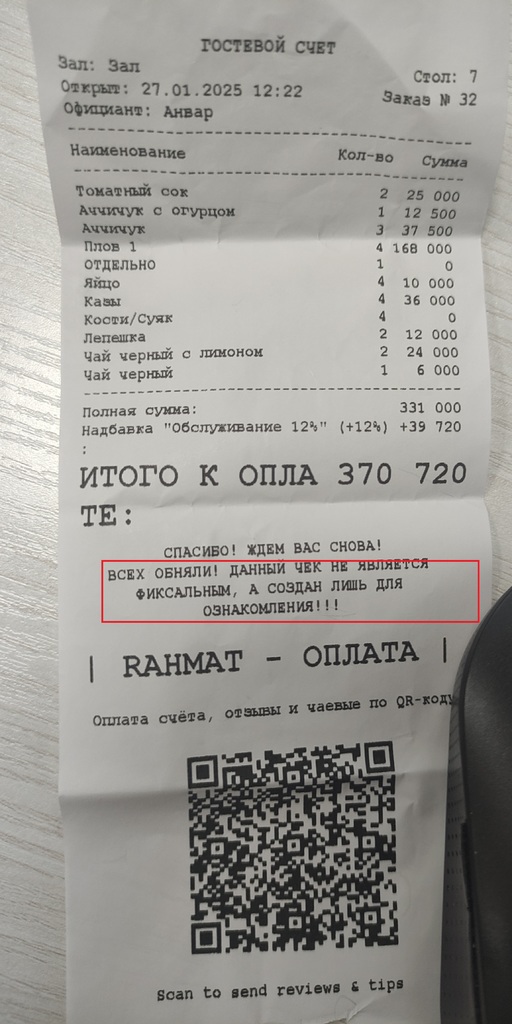 ГОСТЕВОЙ СЧЕТ
Зал: Зал Стол: 7
Открыт: 27.01.2025 12:22 Заказ № 32
Официант: Анвар
Наименование Кол-во Сумма
Томатный сок 2 25 000
Аччичук с огурцом 1 12 500
Аччичук 3 37 500
Плов 1 4 168 000
ОТДЕЛЬНО 1 0
Яйцо 4 10 000
Казы 4 36 000
Кости/Суяк 4 0
Лепешка 2 12 000
Чай черный с лимоном 2 24 000
Чай черный 1 6 000
Полная сумма: 331 000
Надбавка "Обслуживание 12%" (+12%) +39 720
:
ИТОГО К ОПЛА 370 720
ТЕ:
СПАСИБО! ЖДЕМ ВАС СНОВА!
ВСЕХ ОБНЯЛИ! ДАННЫЙ ЧЕК НЕ ЯВЛЯЕТСЯ
ФИКСАЛЬНЫМ, А СОЗДАН ЛИШЬ ДЛЯ
ОЗНАКОМЛЕНИЯ!!!
| RAHMAT - ОПЛАТА |
Оплата счёта, отзывы и чаевые по QR-коду
Scan to send reviews & tips